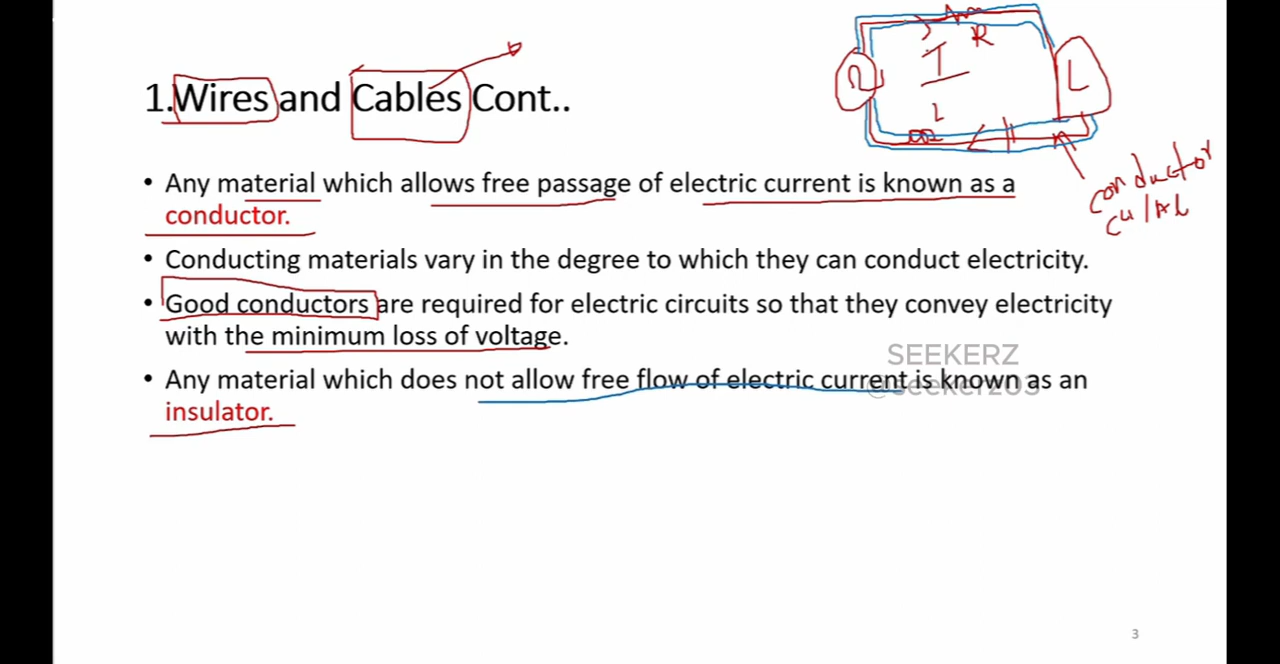 1.Wires and Cables Cont..
R
I
L
L
conductor
cu/AL
• Any material which allows free passage of electric current is known as a
conductor.
• Conducting materials vary in the degree to which they can conduct electricity.
• Good conductors are required for electric circuits so that they convey electricity
with the minimum loss of voltage.
SEEKERZ
@seekerz03
• Any material which does not allow free flow of electric current is known as an
insulator.
3